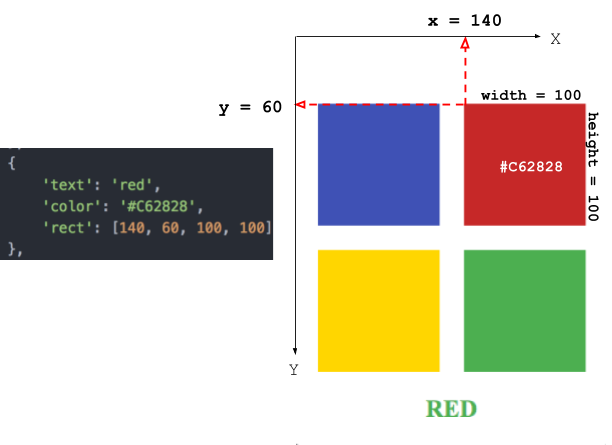 x = 140
X
y = 60
width = 100
height = 100
#C62828
{
'text': 'red',
'color': '#C62828',
'rect': [140, 60, 100, 100]
},
Y
RED